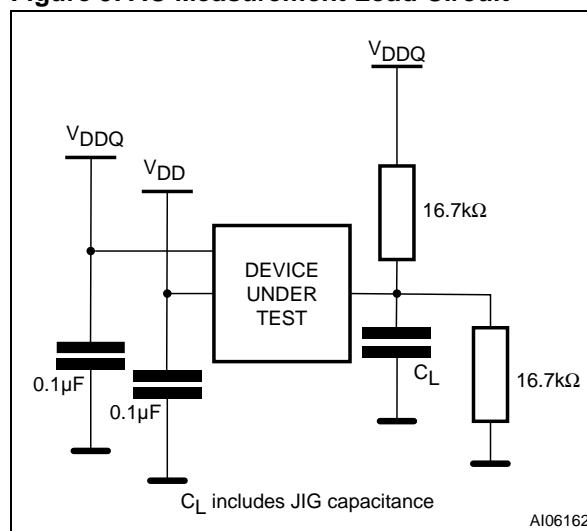 Figure AC Measurement Load Circuit
VDDQ
VDDQ
VDD
16.7kΩ
DEVICE
UNDER
TEST
CL
16.7kΩ
0.1µF
0.1µF
CL includes JIG capacitance
AI06162